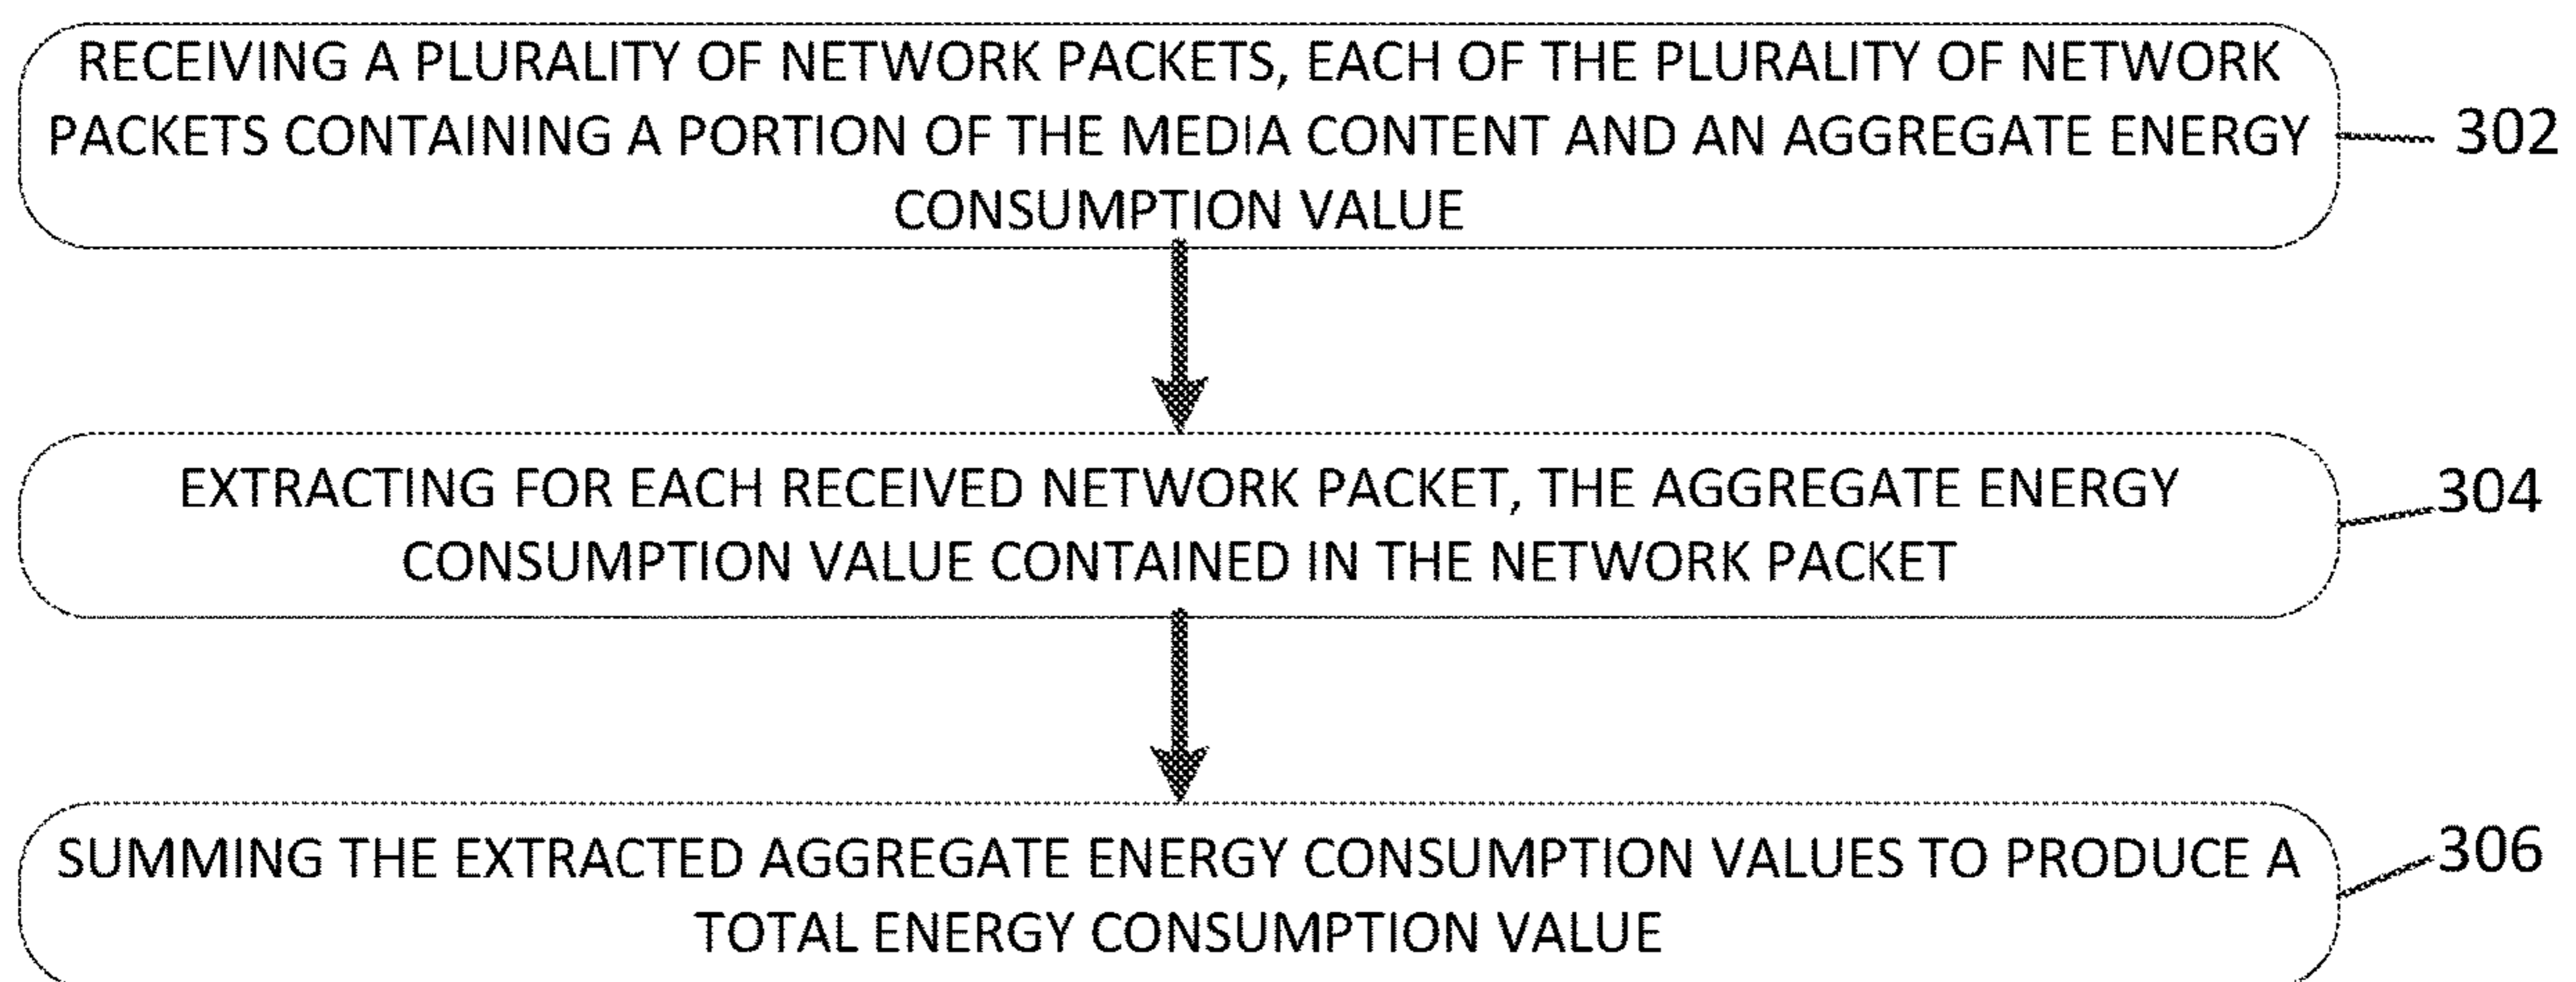 RECEIVING A PLURALITY OF NETWORK PACKETS, EACH OF THE PLURALITY OF NETWORK
PACKETS CONTAINING A PORTION OF THE MEDIA CONTENT AND AN AGGREGATE ENERGY
CONSUMPTION VALUE
302
EXTRACTING FOR EACH RECEIVED NETWORK PACKET, THE AGGREGATE ENERGY
CONSUMPTION VALUE CONTAINED IN THE NETWORK PACKET
304
SUMMING THE EXTRACTED AGGREGATE ENERGY CONSUMPTION VALUES TO PRODUCE A
TOTAL ENERGY CONSUMPTION VALUE
306